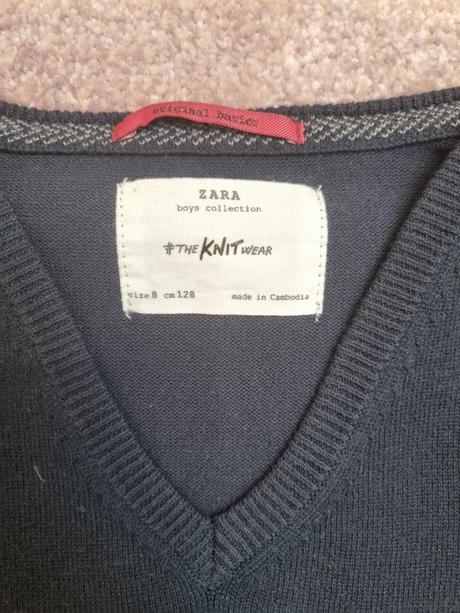 original basics
ZARA
boys collection
#THE KNIT WEAR
size 8 cm 128 made in Cambodia